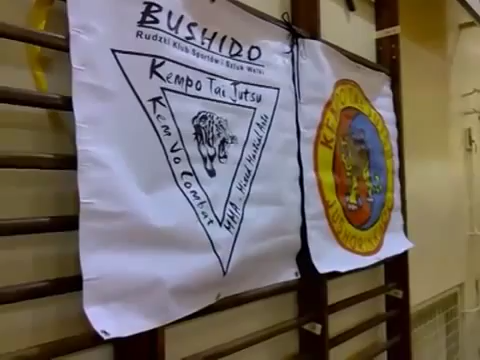 BUSHIDO
Rudzki Klub Sportów i Sztuk Walki
Kempo Tai Jutsu
Kem Vo Combat
MMA - Mixed Martial Arts